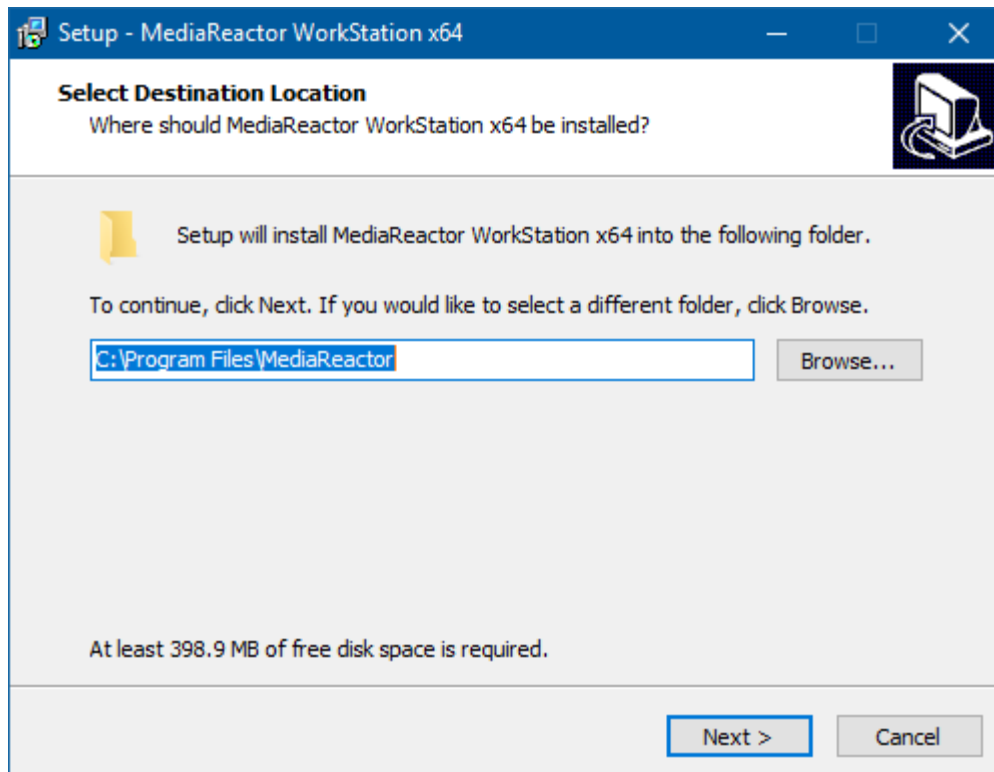 Setup - MediaReactor WorkStation x64
Select Destination Location
Where should MediaReactor WorkStation x64 be installed?
Setup will install MediaReactor WorkStation x64 into the following folder.
To continue, click Next. If you would like to select a different folder, click Browse.
C:\Program Files\MediaReactor
Browse...
At least 398.9 MB of free disk space is required.
Next >
Cancel